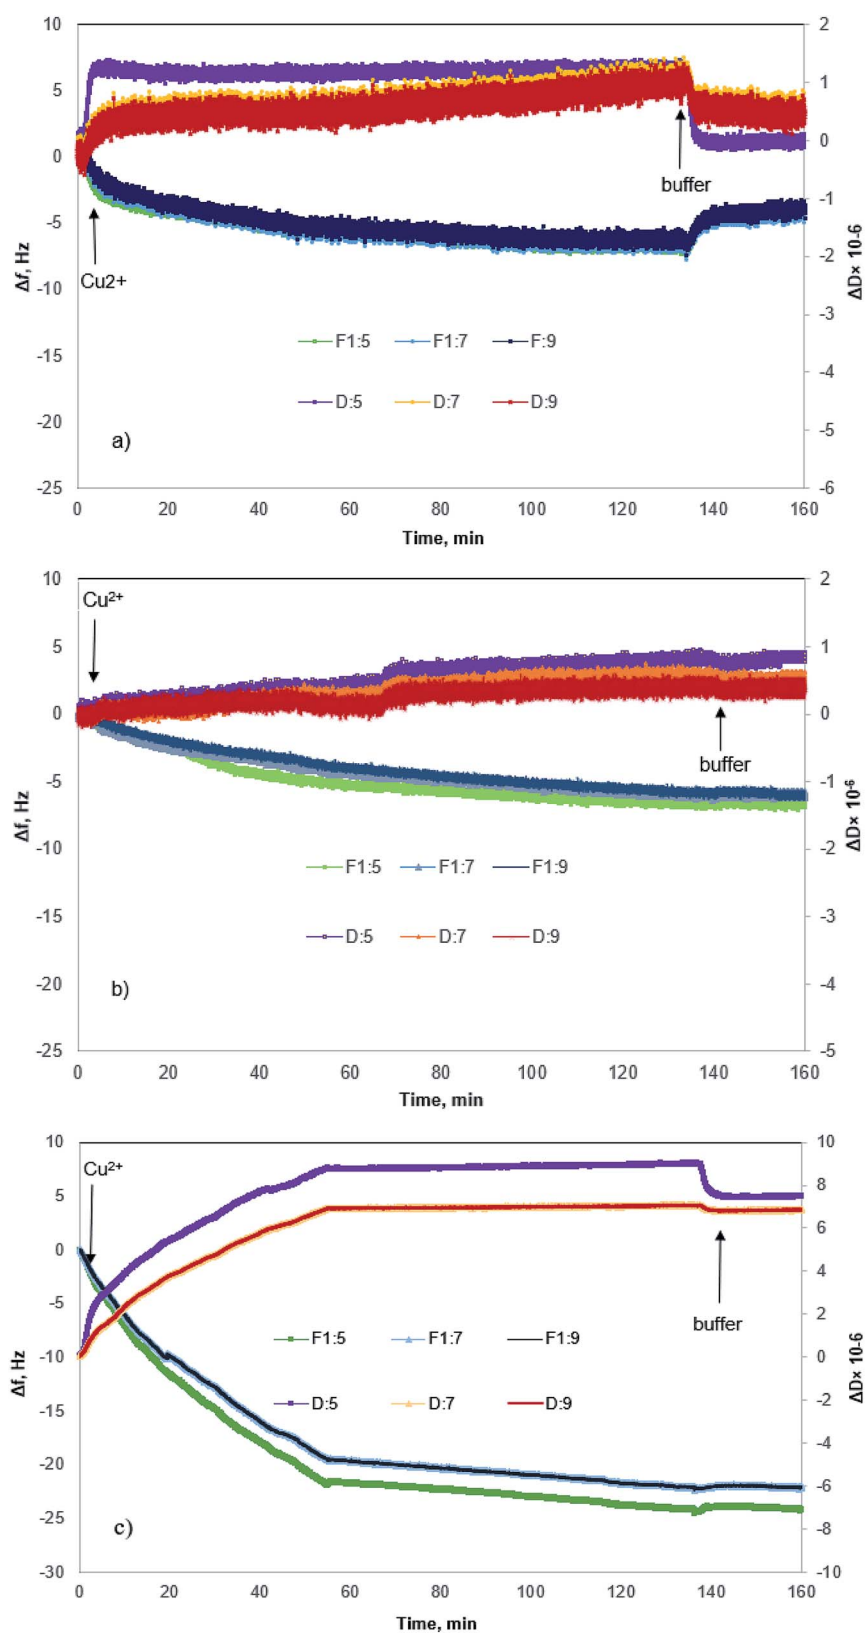 10
5
0
-5
-10
-15
-20
-25
Δf, Hz
2
1
0
-1
-2
-3
-4
-5
-6
ΔD× 10-6
Cu2+
buffer
F1:5 F1:7 F:9
D:5 D:7 D:9
a)
0 20 40 60 80 100 120 140 160
Time, min
10
5
0
-5
-10
-15
-20
-25
Δf, Hz
2
1
0
-1
-2
-3
-4
-5
ΔD× 10⁻⁶
Cu²⁺
buffer
F1:5 F1:7 F1:9
D:5 D:7 D:9
b)
0 20 40 60 80 100 120 140 160
Time, min
10
5
0
-5
-10
-15
-20
-25
-30
Δf, Hz
10
8
6
4
2
0
-2
-4
-6
-8
-10
ΔD× 10-6
Cu²⁺
buffer
F1:5 F1:7 F1:9
D:5 D:7 D:9
c)
0 20 40 60 80 100 120 140 160
Time, min